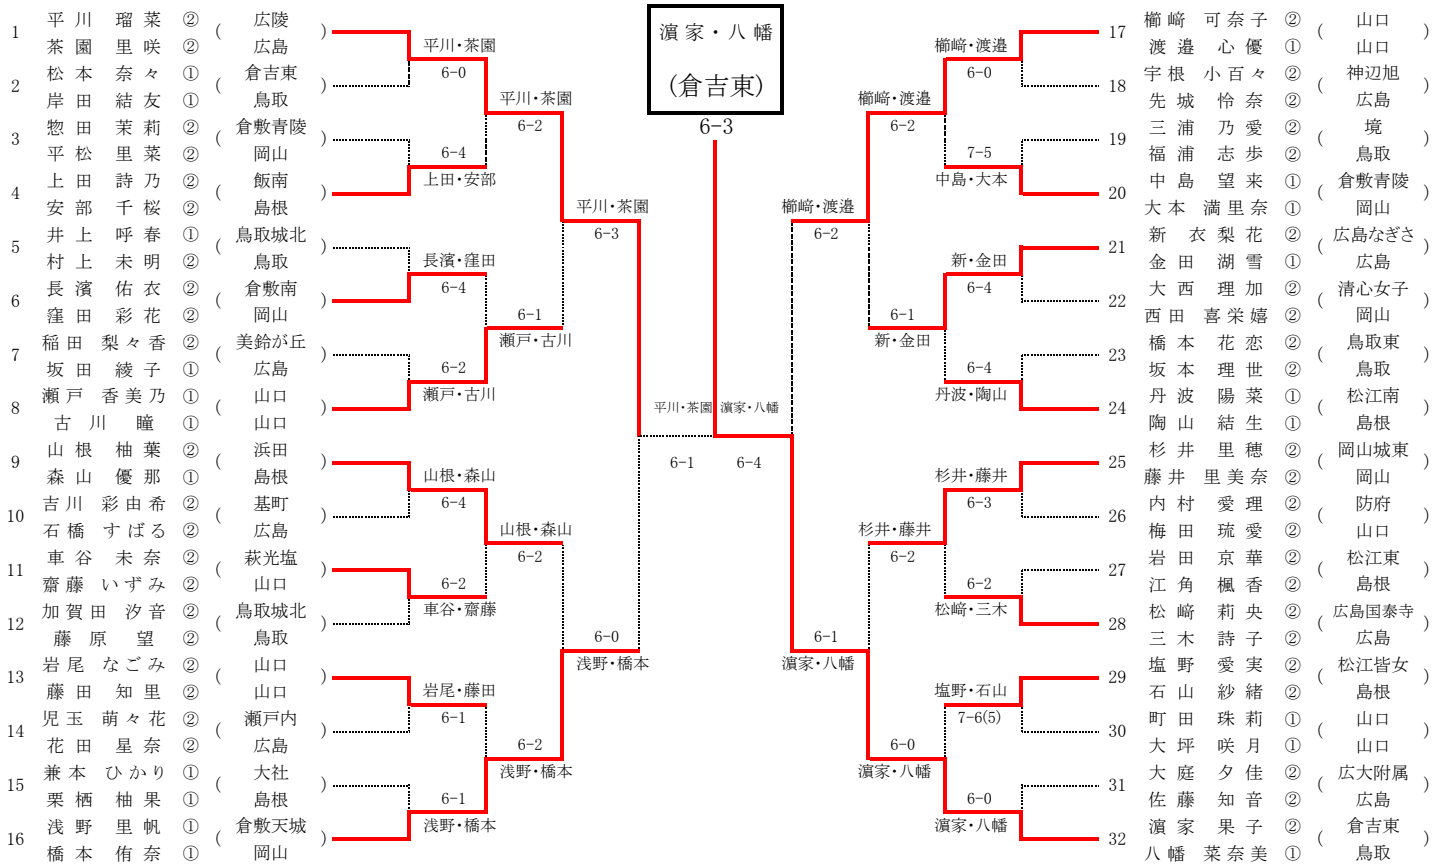 濵家・八幡
(倉吉東)
6-3
1 平川 瑠菜 ② ( 広陵 )
茶園 里咲 ② 広島
2 松本 奈々 ① ( 倉吉東 )
岸田 結友 ① 鳥取
3 惣田 茉莉 ② ( 倉敷青陵 )
平松 里菜 ② 岡山
4 上田 詩乃 ② ( 飯南 )
安部 千桜 ② 島根
5 井上 呼春 ① ( 鳥取城北 )
村上 未明 ② 鳥取
6 長濱 佑衣 ② ( 倉敷南 )
窪田 彩花 ② 岡山
7 稲田 梨々香 ② ( 美鈴が丘 )
坂田 綾子 ① 広島
8 瀬戸 香美乃 ① ( 山口 )
古川 瞳 ① 山口
9 山根 柚葉 ② ( 浜田 )
森山 優那 ① 島根
10 吉川 彩由希 ② ( 基町 )
石橋 すばる ② 広島
11 車谷 未奈 ② ( 萩光塩 )
齋藤 いずみ ② 山口
12 加賀田 汐音 ② ( 鳥取城北 )
藤原 望 ② 鳥取
13 岩尾 なごみ ② ( 山口 )
藤田 知里 ② 山口
14 児玉 萌々花 ② ( 瀬戸内 )
花田 星奈 ② 広島
15 兼本 ひかり ① ( 大社 )
栗栖 柚果 ① 島根
16 浅野 里帆 ① ( 倉敷天城 )
橋本 侑奈 ① 岡山
平川・茶園
6-0
6-4
上田・安部
長濱・窪田
6-4
6-2
瀬戸・古川
山根・森山
6-4
6-2
車谷・齋藤
岩尾・藤田
6-1
6-1
浅野・橋本
平川・茶園
6-2
6-1
瀬戸・古川
山根・森山
6-2
6-2
浅野・橋本
平川・茶園
6-3
6-0
浅野・橋本
平川・茶園 濵家・八幡
6-1 6-4
櫛﨑・渡邉
6-2
6-1
濵家・八幡
櫛﨑・渡邉
6-2
6-1
新・金田
杉井・藤井
6-2
6-0
濵家・八幡
櫛﨑・渡邉
6-0
7-5
中島・大本
新・金田
6-4
6-4
丹波・陶山
杉井・藤井
6-3
6-2
松﨑・三木
塩野・石山
7-6(5)
6-0
濵家・八幡
17 櫛﨑 可奈子 ② ( 山口 )
渡邉 心優 ① 山口
18 宇根 小百々 ② ( 神辺旭 )
先城 怜奈 ② 広島
19 三浦 乃愛 ② ( 境 )
福浦 志歩 ② 鳥取
20 中島 望来 ① ( 倉敷青陵 )
大本 満里奈 ① 岡山
21 新 衣梨花 ② ( 広島なぎさ )
金田 湖雪 ① 広島
22 大西 理加 ② ( 清心女子 )
西田 喜栄嬉 ② 岡山
23 橋本 花恋 ② ( 鳥取東 )
坂本 理世 ② 鳥取
24 丹波 陽菜 ① ( 松江南 )
陶山 結生 ① 島根
25 杉井 里穂 ② ( 岡山城東 )
藤井 里美奈 ② 岡山
26 内村 愛理 ② ( 防府 )
梅田 琉愛 ② 山口
27 岩田 京華 ② ( 松江東 )
江角 楓香 ② 島根
28 松﨑 莉央 ② ( 広島国泰寺 )
三木 詩子 ② 広島
29 塩野 愛実 ② ( 松江皆女 )
石山 紗緒 ② 島根
30 町田 珠莉 ① ( 山口 )
大坪 咲月 ① 山口
31 大庭 夕佳 ② ( 広大附属 )
佐藤 知音 ② 広島
32 濵家 果子 ② ( 倉吉東 )
八幡 菜奈美 ① 鳥取